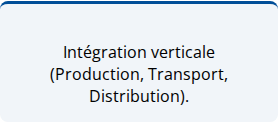 Intégration verticale
(Production, Transport,
Distribution).